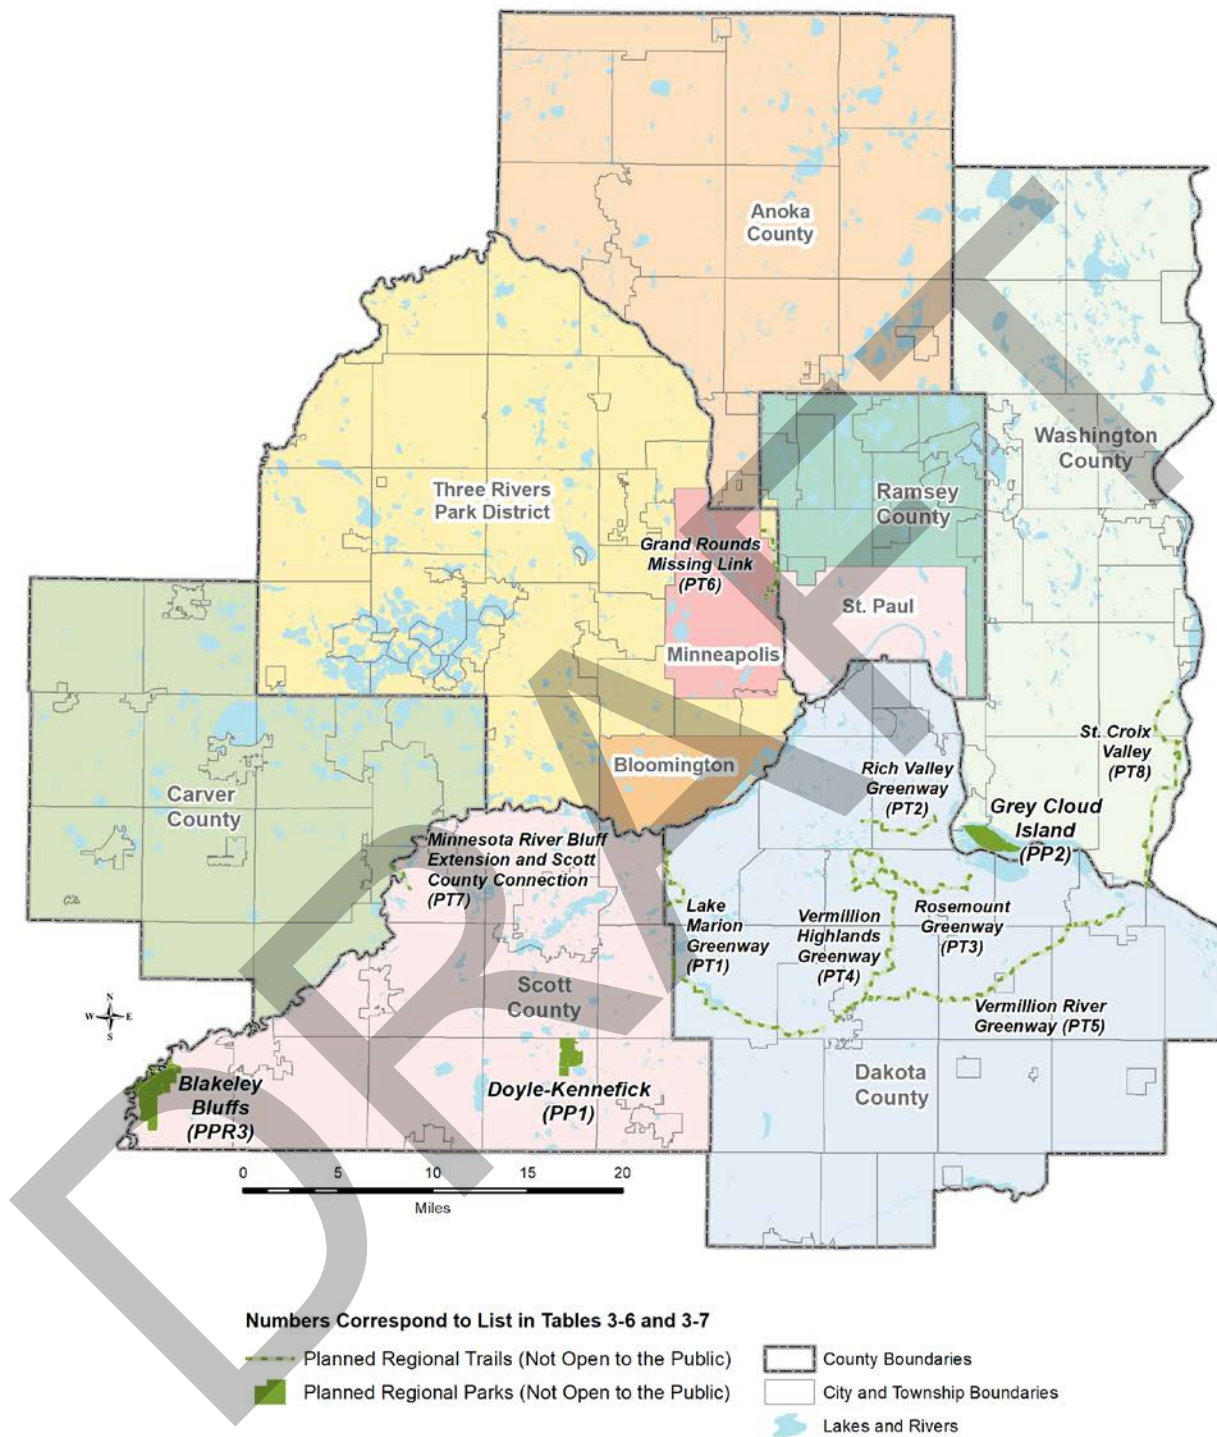 Anoka
County
Washington
County
Three Rivers
Park District
Ramsey
County
Grand Rounds
Missing Link
(PT6)
St. Paul
Minneapolis
St. Croix
Valley
(PT8)
Bloomington
Rich Valley
Greenway
(PT2)
Carver
County
Grey Cloud
Island
(PP2)
Minnesota River Bluff
Extension and Scott
County Connection
(PT7)
Lake
Marion
Greenway
(PT1)
Vermillion
Highlands
Greenway
(PT4)
Rosemount
Greenway
(PT3)
Scott
County
Vermillion River
Greenway (PT5)
N
W E
S
Blakeley
Bluffs
(PPR3)
Doyle-Kennefick
(PP1)
Dakota
County
0 5 10 15 20
Miles
DRAFT
Numbers Correspond to List in Tables 3-6 and 3-7
Planned Regional Trails (Not Open to the Public)
Planned Regional Parks (Not Open to the Public)
County Boundaries
City and Township Boundaries
Lakes and Rivers